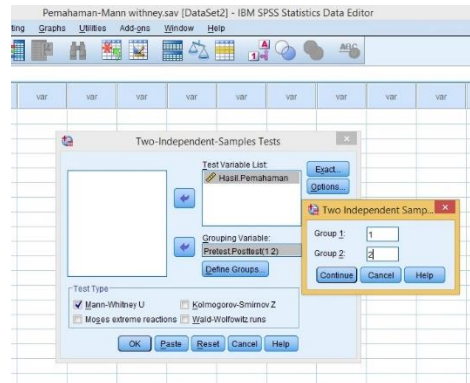 Pemahaman-Mann withney.sav [DataSet2] - IBM SPSS Statistics Data Editor
ting Graphs Utilities Add-ons Window Help
var var var var var var var var
Two-Independent-Samples Tests
Test Variable List:
Hasil.Pemahaman
Exact...
Options...
Grouping Variable:
Pretest.Posttest(1 2)
Define Groups...
Test Type
Mann-Whitney U Kolmogorov-Smirnov Z
Moses extreme reactions Wald-Wolfowitz runs
OK Paste Reset Cancel Help
Two Independent Samp...
Group 1: 1
Group 2: 2
Continue Cancel Help